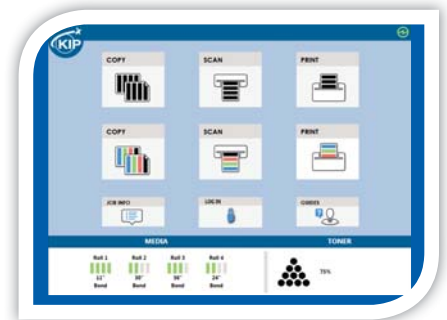 KIP
COPY SCAN PRINT
COPY SCAN PRINT
JOB INFO LOG IN GUIDES
MEDIA TONER
Roll 1 Roll 2 Roll 3 Roll 4
75%
24"
Bond Bond Bond Bond